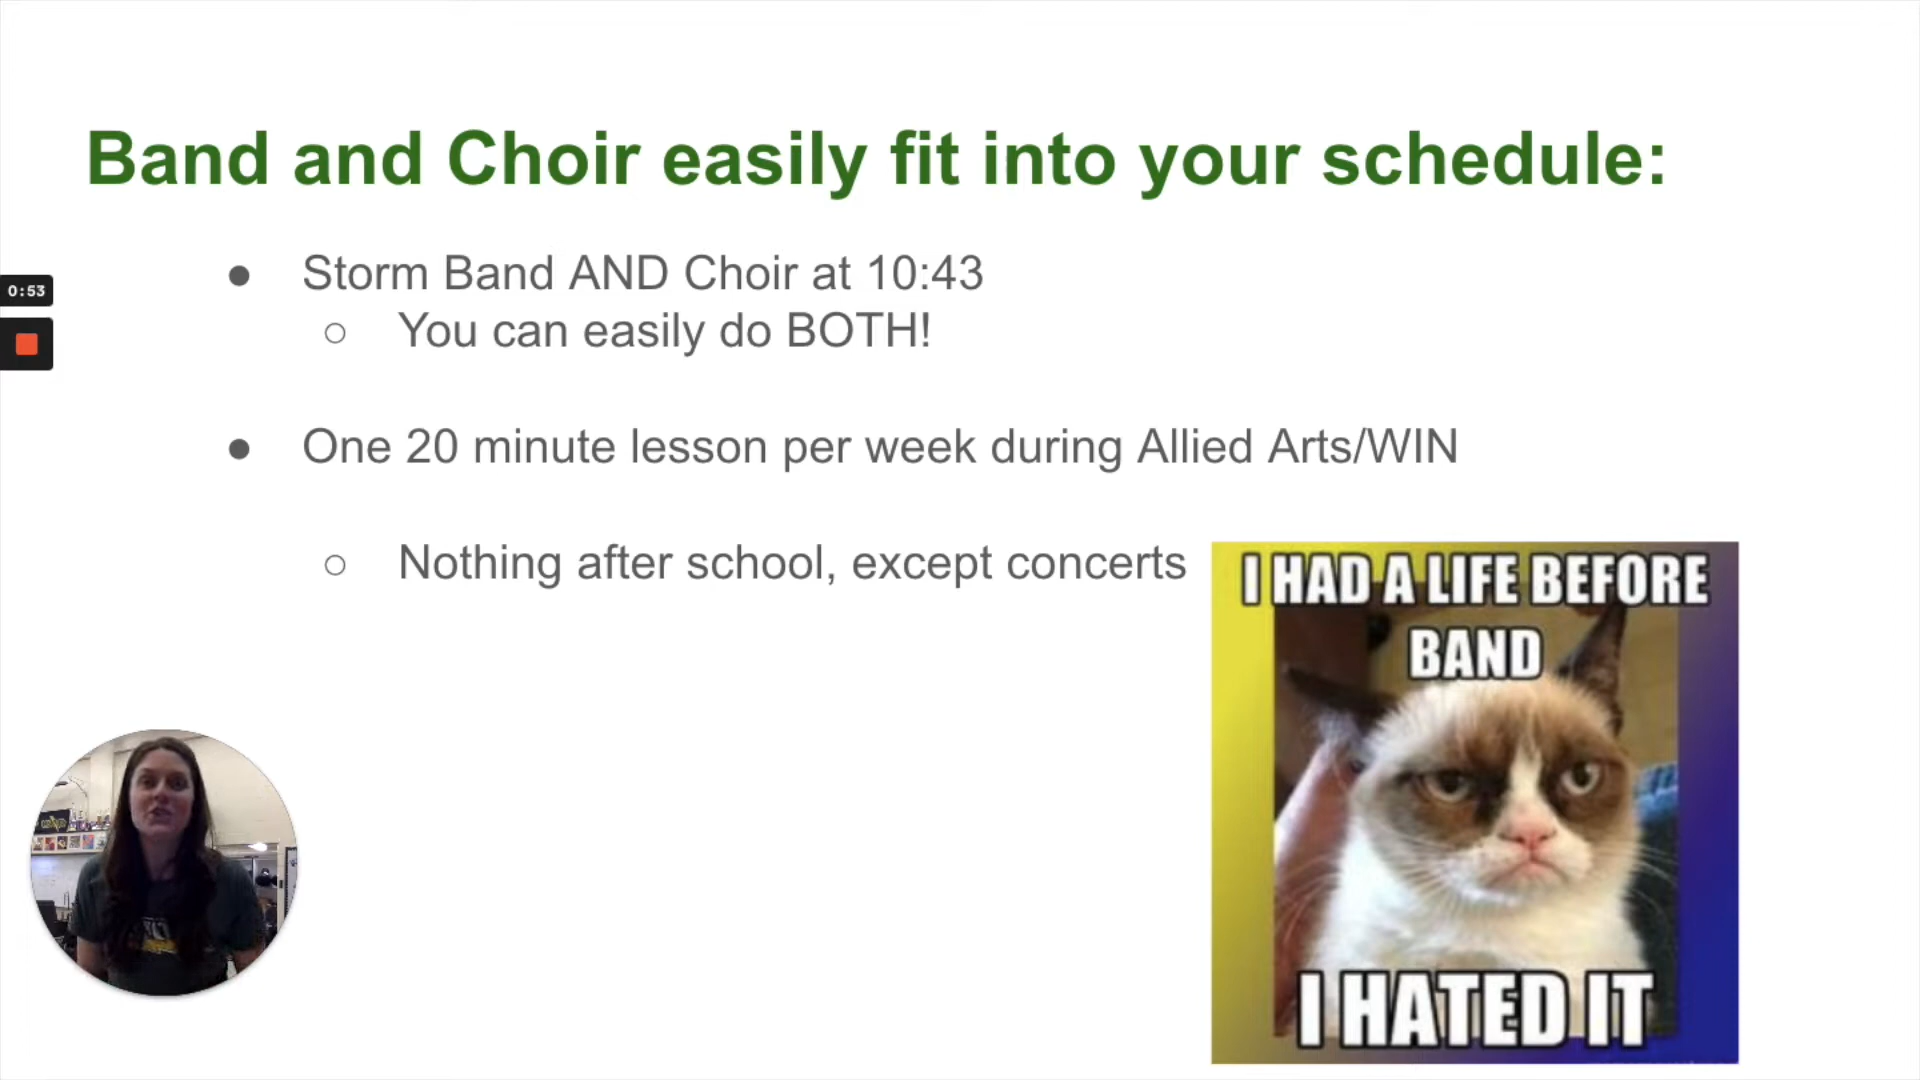 Band and Choir easily fit into your schedule:
● Storm Band AND Choir at 10:43
○ You can easily do BOTH!
0:53
● One 20 minute lesson per week during Allied Arts/WIN
○ Nothing after school, except concerts
I HAD A LIFE BEFORE
BAND
I HATED IT